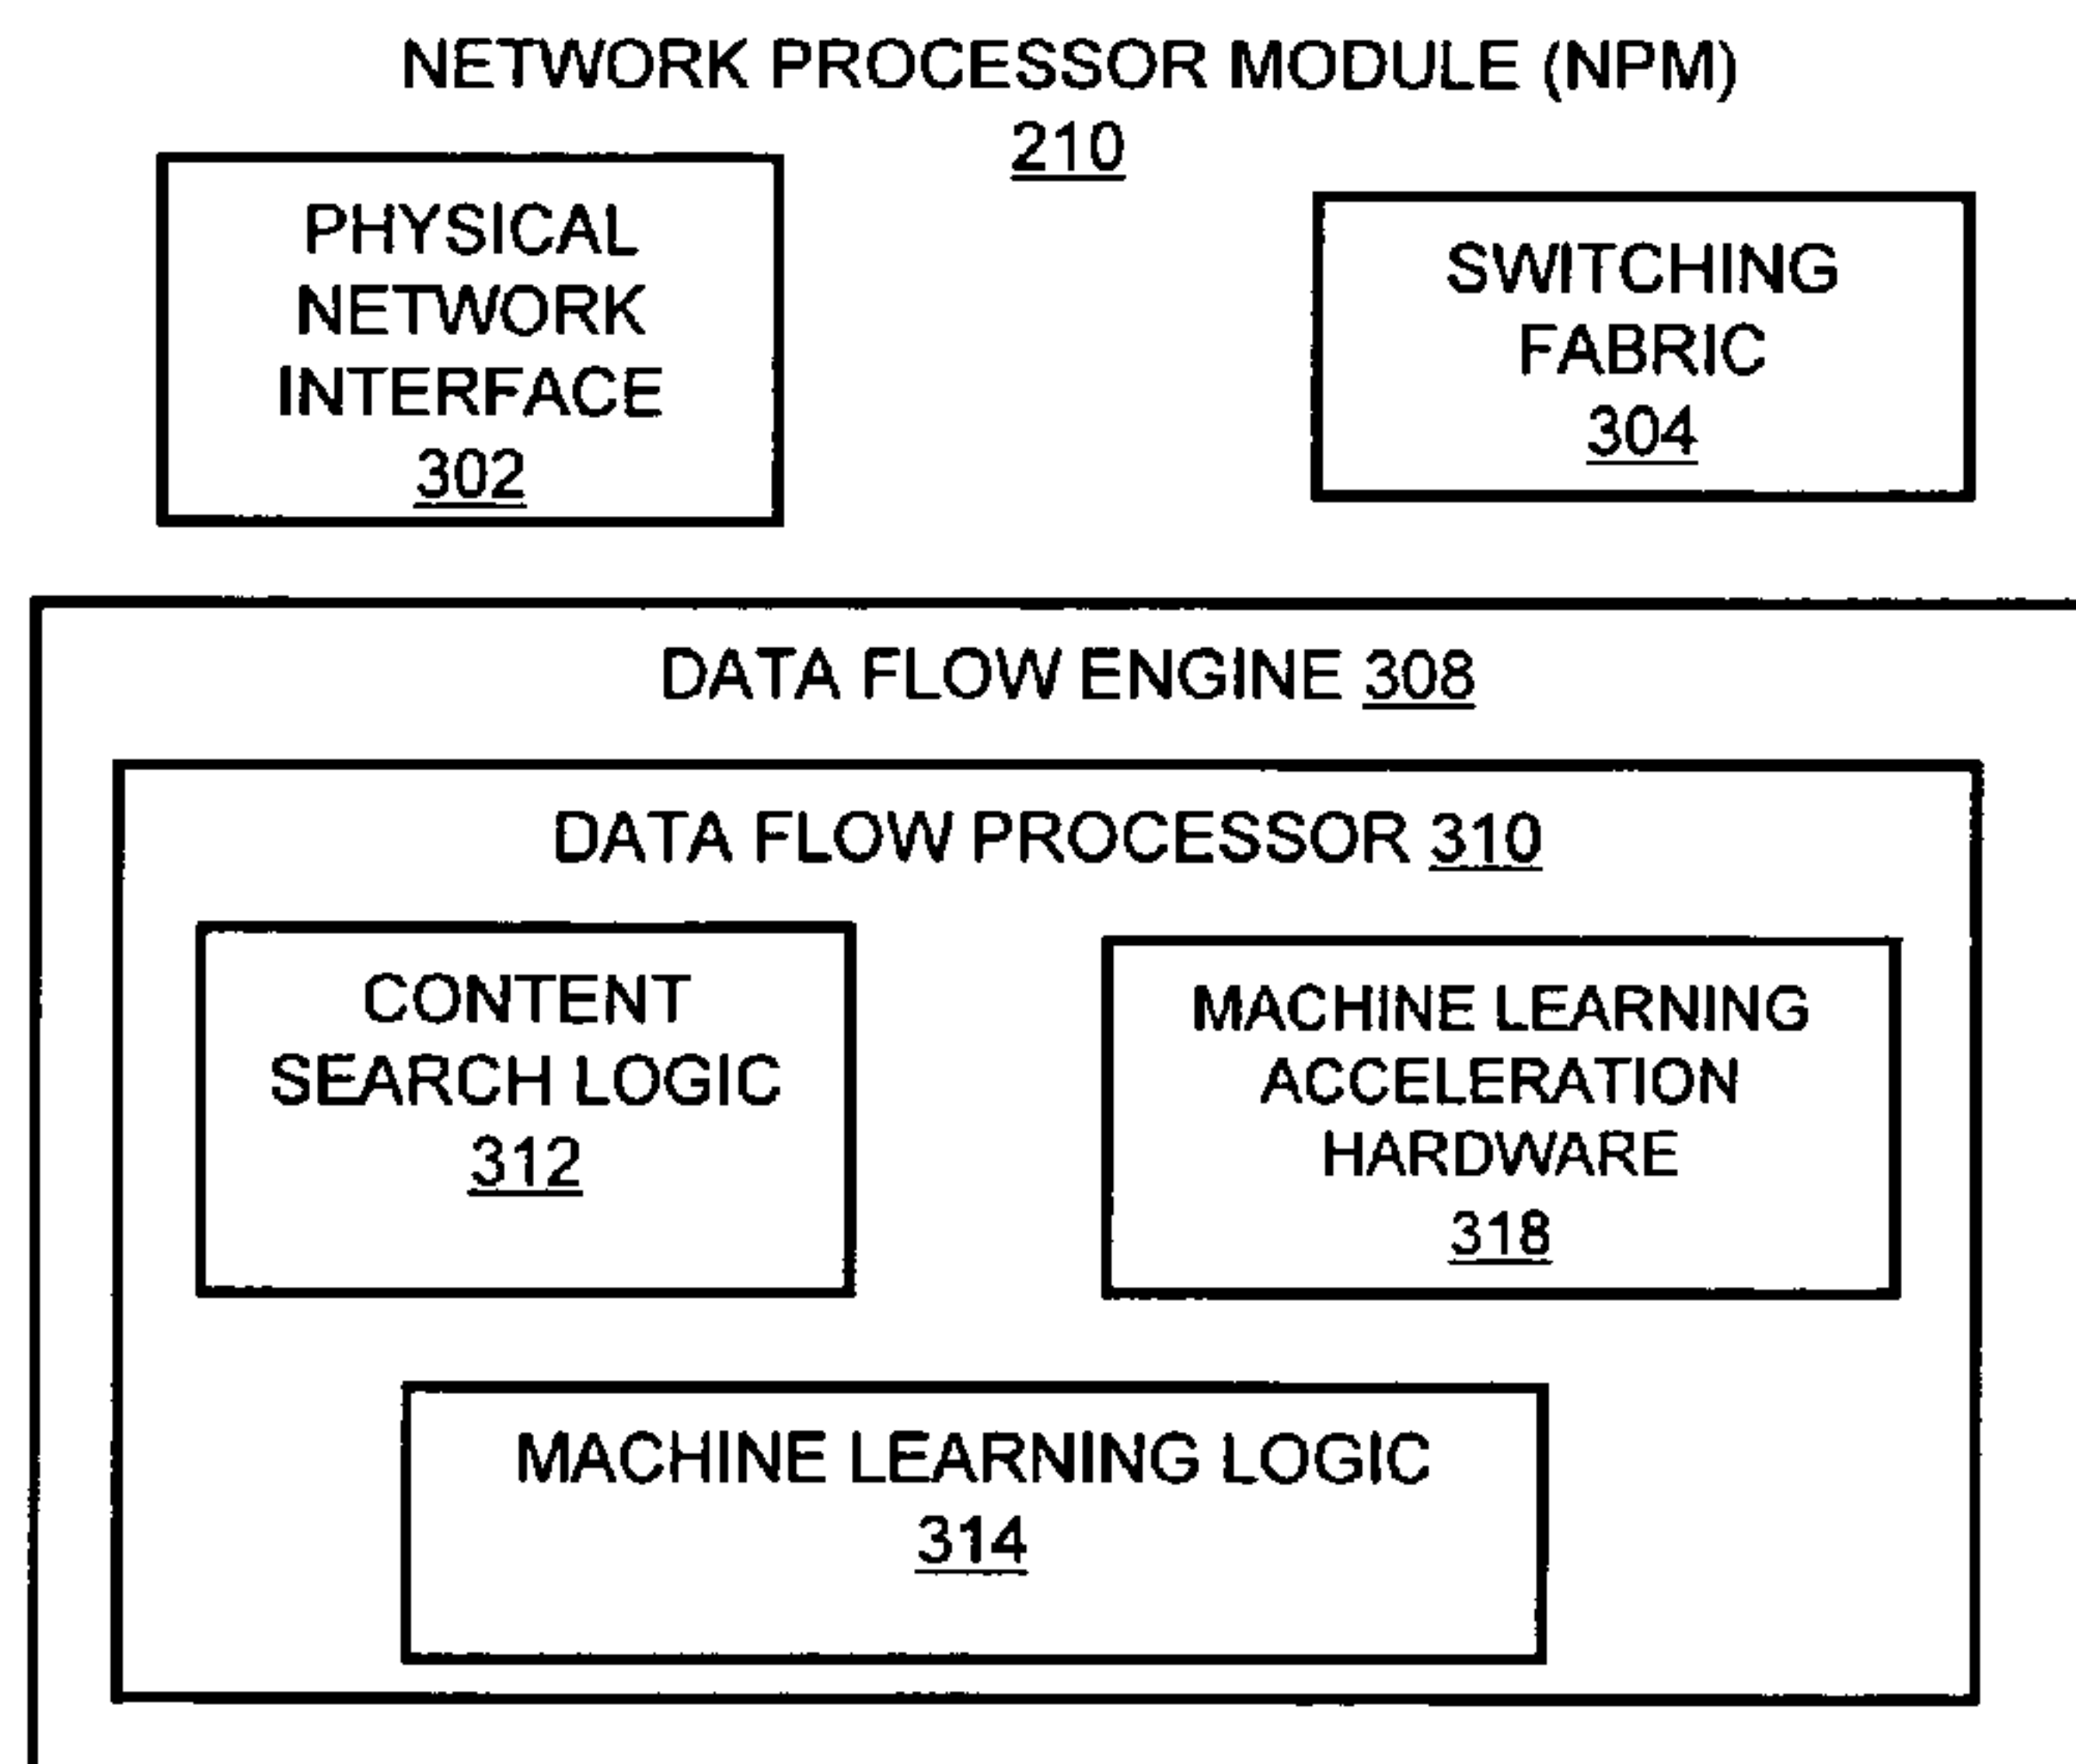 NETWORK PROCESSOR MODULE (NPM)
210
PHYSICAL
NETWORK
INTERFACE
302
SWITCHING
FABRIC
304
DATA FLOW ENGINE 308
DATA FLOW PROCESSOR 310
CONTENT
SEARCH LOGIC
312
MACHINE LEARNING
ACCELERATION
HARDWARE
318
MACHINE LEARNING LOGIC
314